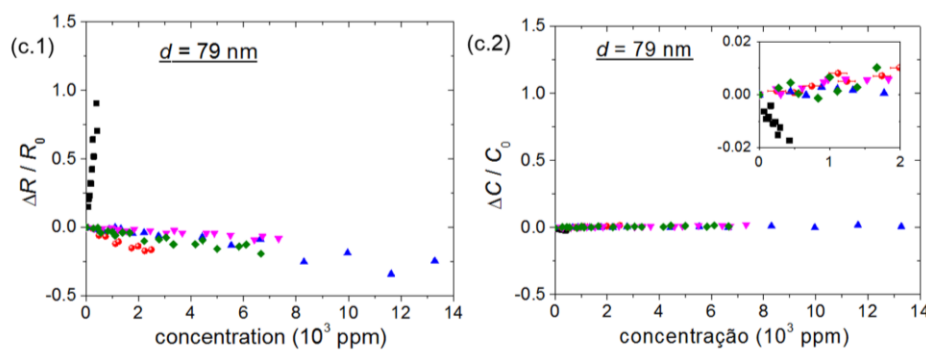 (c.1)
d = 79 nm
1.5
1.0
0.5
0.0
-0.5
ΔR / R₀
0 2 4 6 8 10 12 14
concentration (10³ ppm)
(c.2)
d = 79 nm
1.5
1.0
0.5
0.0
-0.5
ΔC / C₀
0 2 4 6 8 10 12 14
concentração (10³ ppm)
0.02
0.00
-0.02
0 1 2